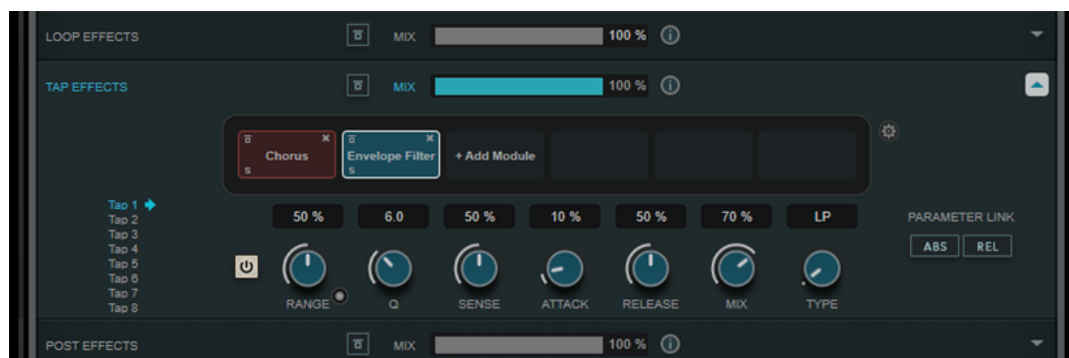 LOOP EFFECTS MIX 100 %
TAP EFFECTS MIX 100 %
Chorus Envelope Filter + Add Module
S S
Tap 1
Tap 2
Tap 3
Tap 4
Tap 5
Tap 6
Tap 7
Tap 8
50 % 6.0 50 % 10 % 50 % 70 % LP
RANGE Q SENSE ATTACK RELEASE MIX TYPE
PARAMETER LINK
ABS REL
POST EFFECTS MIX 100 %